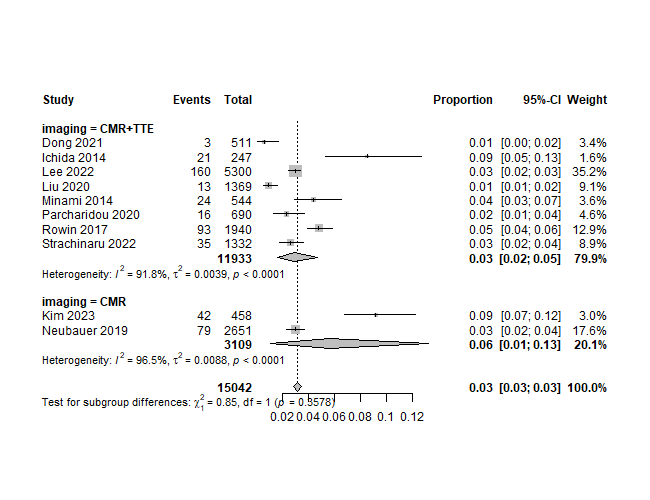 Study Events Total Proportion 95%-CI Weight
imaging = CMR+TTE
Dong 2021 3 511 0.01 [0.00; 0.02] 3.4%
Ichida 2014 21 247 0.09 [0.05; 0.13] 1.6%
Lee 2022 160 5300 0.03 [0.02; 0.03] 35.2%
Liu 2020 13 1369 0.01 [0.01; 0.02] 9.1%
Minami 2014 24 544 0.04 [0.03; 0.07] 3.6%
Parcharidou 2020 16 690 0.02 [0.01; 0.04] 4.6%
Rowin 2017 93 1940 0.05 [0.04; 0.06] 12.9%
Strachinaru 2022 35 1332 0.03 [0.02; 0.04] 8.9%
11933 0.03 [0.02; 0.05] 79.9%
Heterogeneity: I² = 91.8%, τ² = 0.0039, p < 0.0001
imaging = CMR
Kim 2023 42 458 0.09 [0.07; 0.12] 3.0%
Neubauer 2019 79 2651 0.03 [0.02; 0.04] 17.6%
3109 0.06 [0.01; 0.13] 20.1%
Heterogeneity: I² = 96.5%, τ² = 0.0088, p < 0.0001
15042 0.03 [0.03; 0.03] 100.0%
Test for subgroup differences: χ²₁ = 0.85, df = 1 (p = 0.3578)
0.02 0.04 0.06 0.08 0.1 0.12